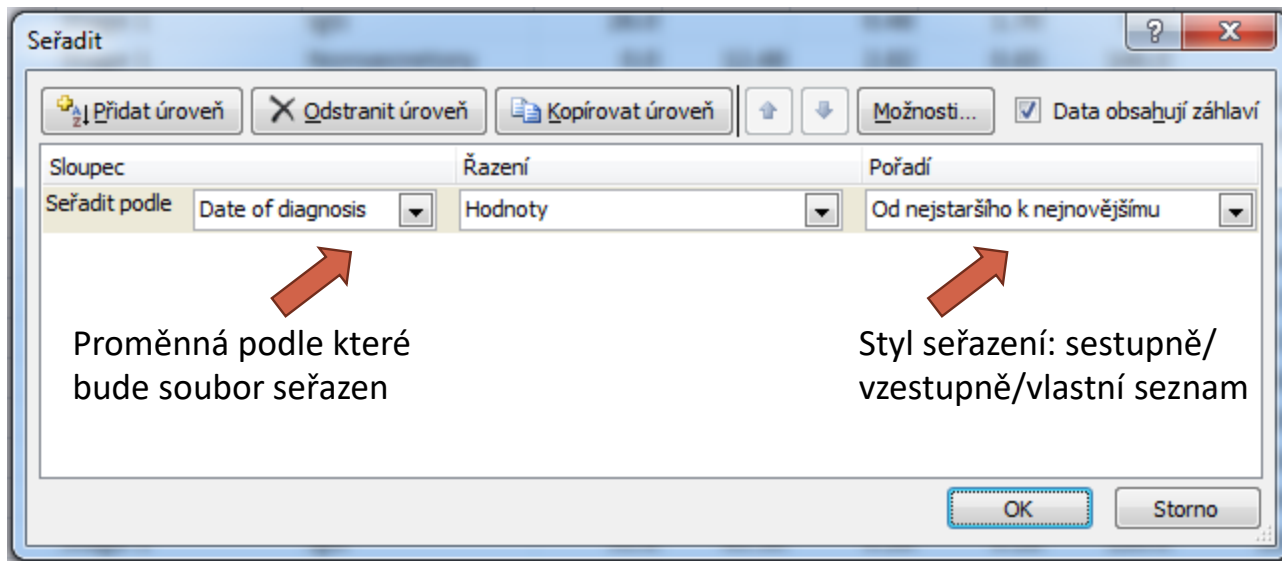 Seřadit
Přidat úroveň Odstranit úroveň Kopírovat úroveň Možnosti... Data obsahují záhlaví
Sloupec Řazení Pořadí
Seřadit podle Date of diagnosis Hodnoty Od nejstaršího k nejnovějšímu
Proměnná podle které
bude soubor seřazen
Styl seřazení: sestupně/
vzestupně/vlastní seznam
OK Storno